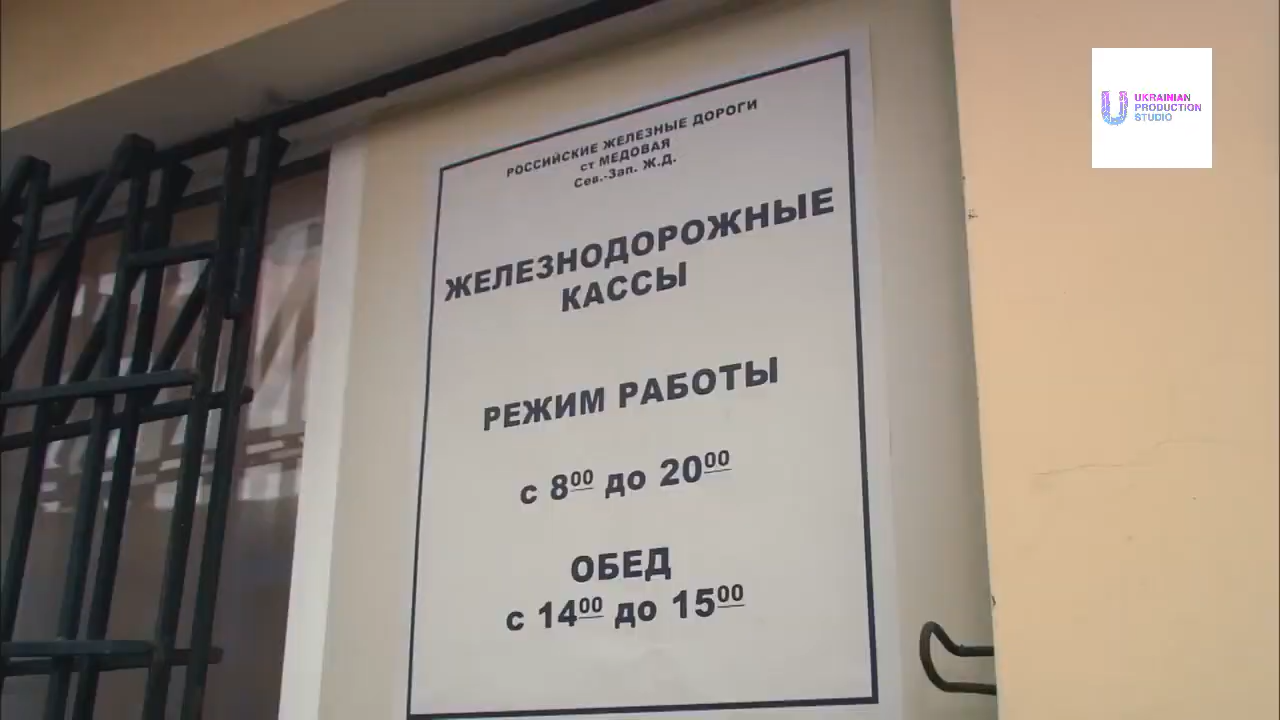 РОССИЙСКИЕ ЖЕЛЕЗНЫЕ ДОРОГИ
ст МЕДОВАЯ
Сев.-Зап. Ж.Д.
ЖЕЛЕЗНОДОРОЖНЫЕ
КАССЫ
РЕЖИМ РАБОТЫ
с 8⁰⁰ до 20⁰⁰
ОБЕД
с 14⁰⁰ до 15⁰⁰
UKRAINIAN
PRODUCTION
STUDIO